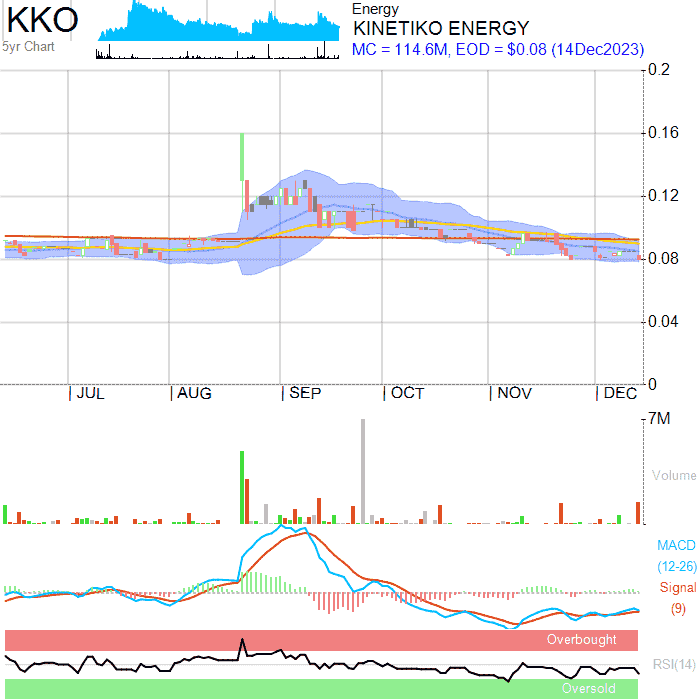 KKO
5yr Chart
Energy
KINETIKO ENERGY
MC = 114.6M, EOD = $0.08 (14Dec2023)
0.2
0.16
0.12
0.08
0.04
0
JUL AUG SEP OCT NOV DEC
7M
Volume
MACD
(12-26)
Signal
(9)
Overbought
RSI(14)
Oversold